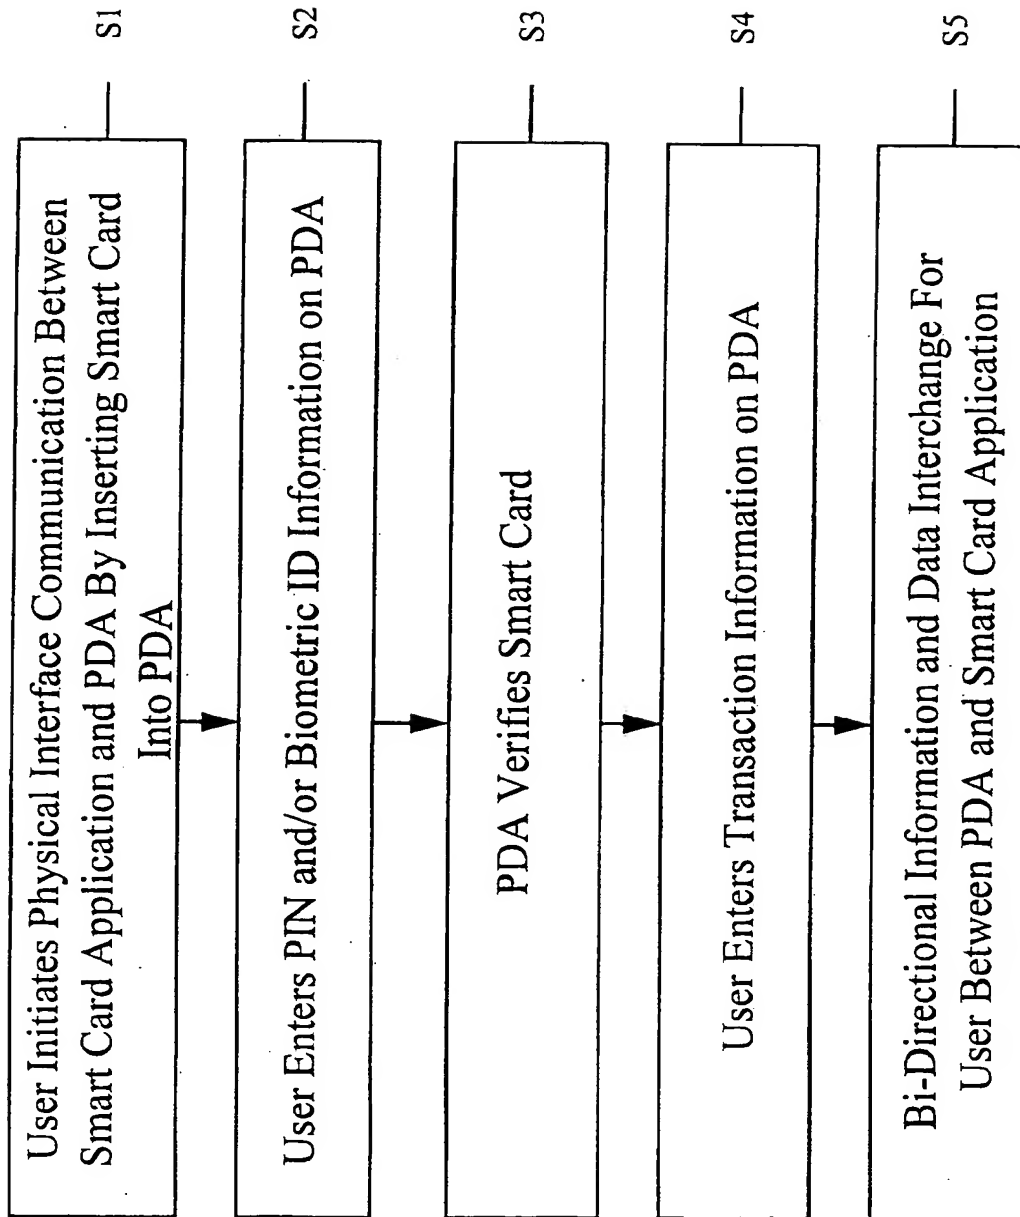 User Initiates Physical Interface Communication Between
Smart Card Application and PDA By Inserting Smart Card
Into PDA
S1
User Enters PIN and/or Biometric ID Information on PDA
S2
PDA Verifies Smart Card
S3
User Enters Transaction Information on PDA
S4
Bi-Directional Information and Data Interchange For
User Between PDA and Smart Card Application
S5